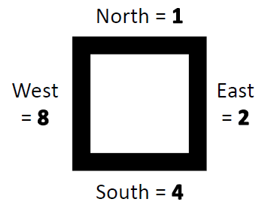 North = 1
West
= 8
East
= 2
South = 4